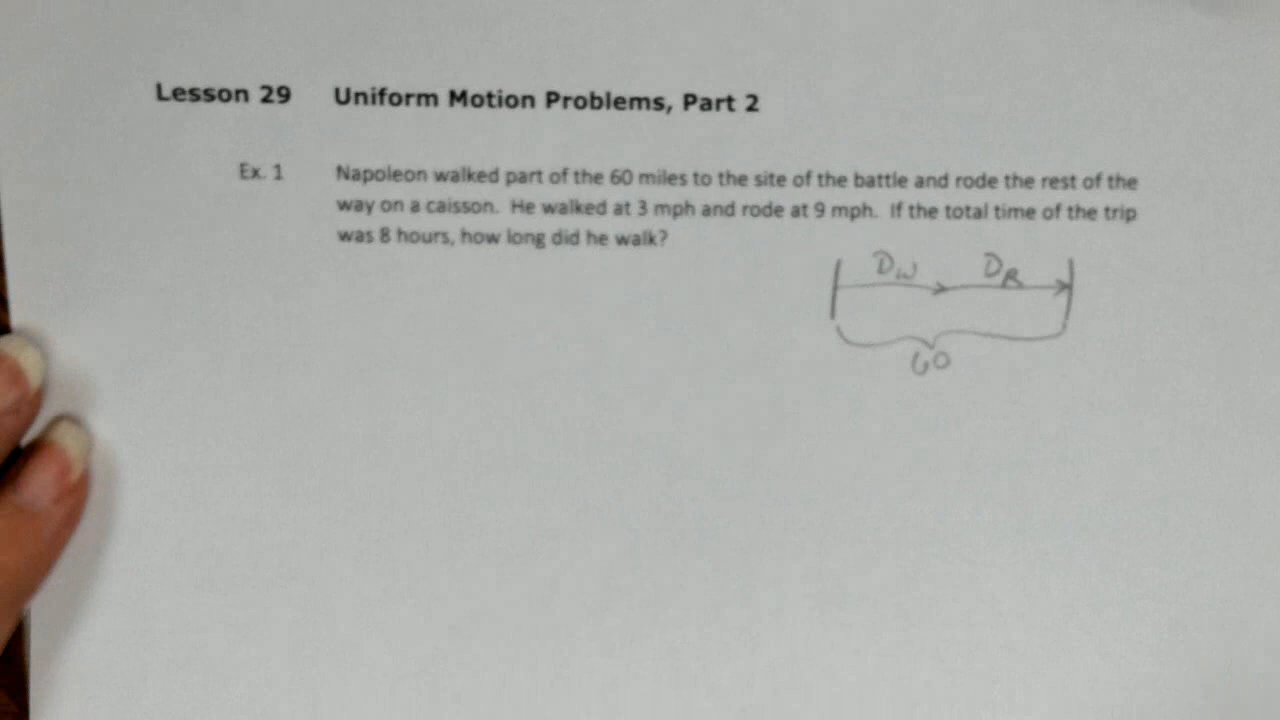 Lesson 29 Uniform Motion Problems, Part 2
Ex. 1 Napoleon walked part of the 60 miles to the site of the battle and rode the rest of the
way on a caisson. He walked at 3 mph and rode at 9 mph. If the total time of the trip
was 8 hours, how long did he walk?
D_W D_R
60